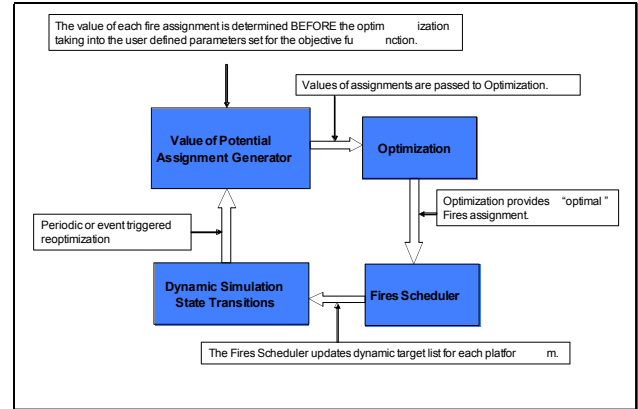 The value of each fire assignment is determined BEFORE the optim ization
taking into the user defined parameters set for the objective fu nction.
Values of assignments are passed to Optimization.
Value of Potential
Assignment Generator
Optimization
Optimization provides “optimal ”
Fires assignment.
Periodic or event triggered
reoptimization
Dynamic Simulation
State Transitions
Fires Scheduler
The Fires Scheduler updates dynamic target list for each platfor m.